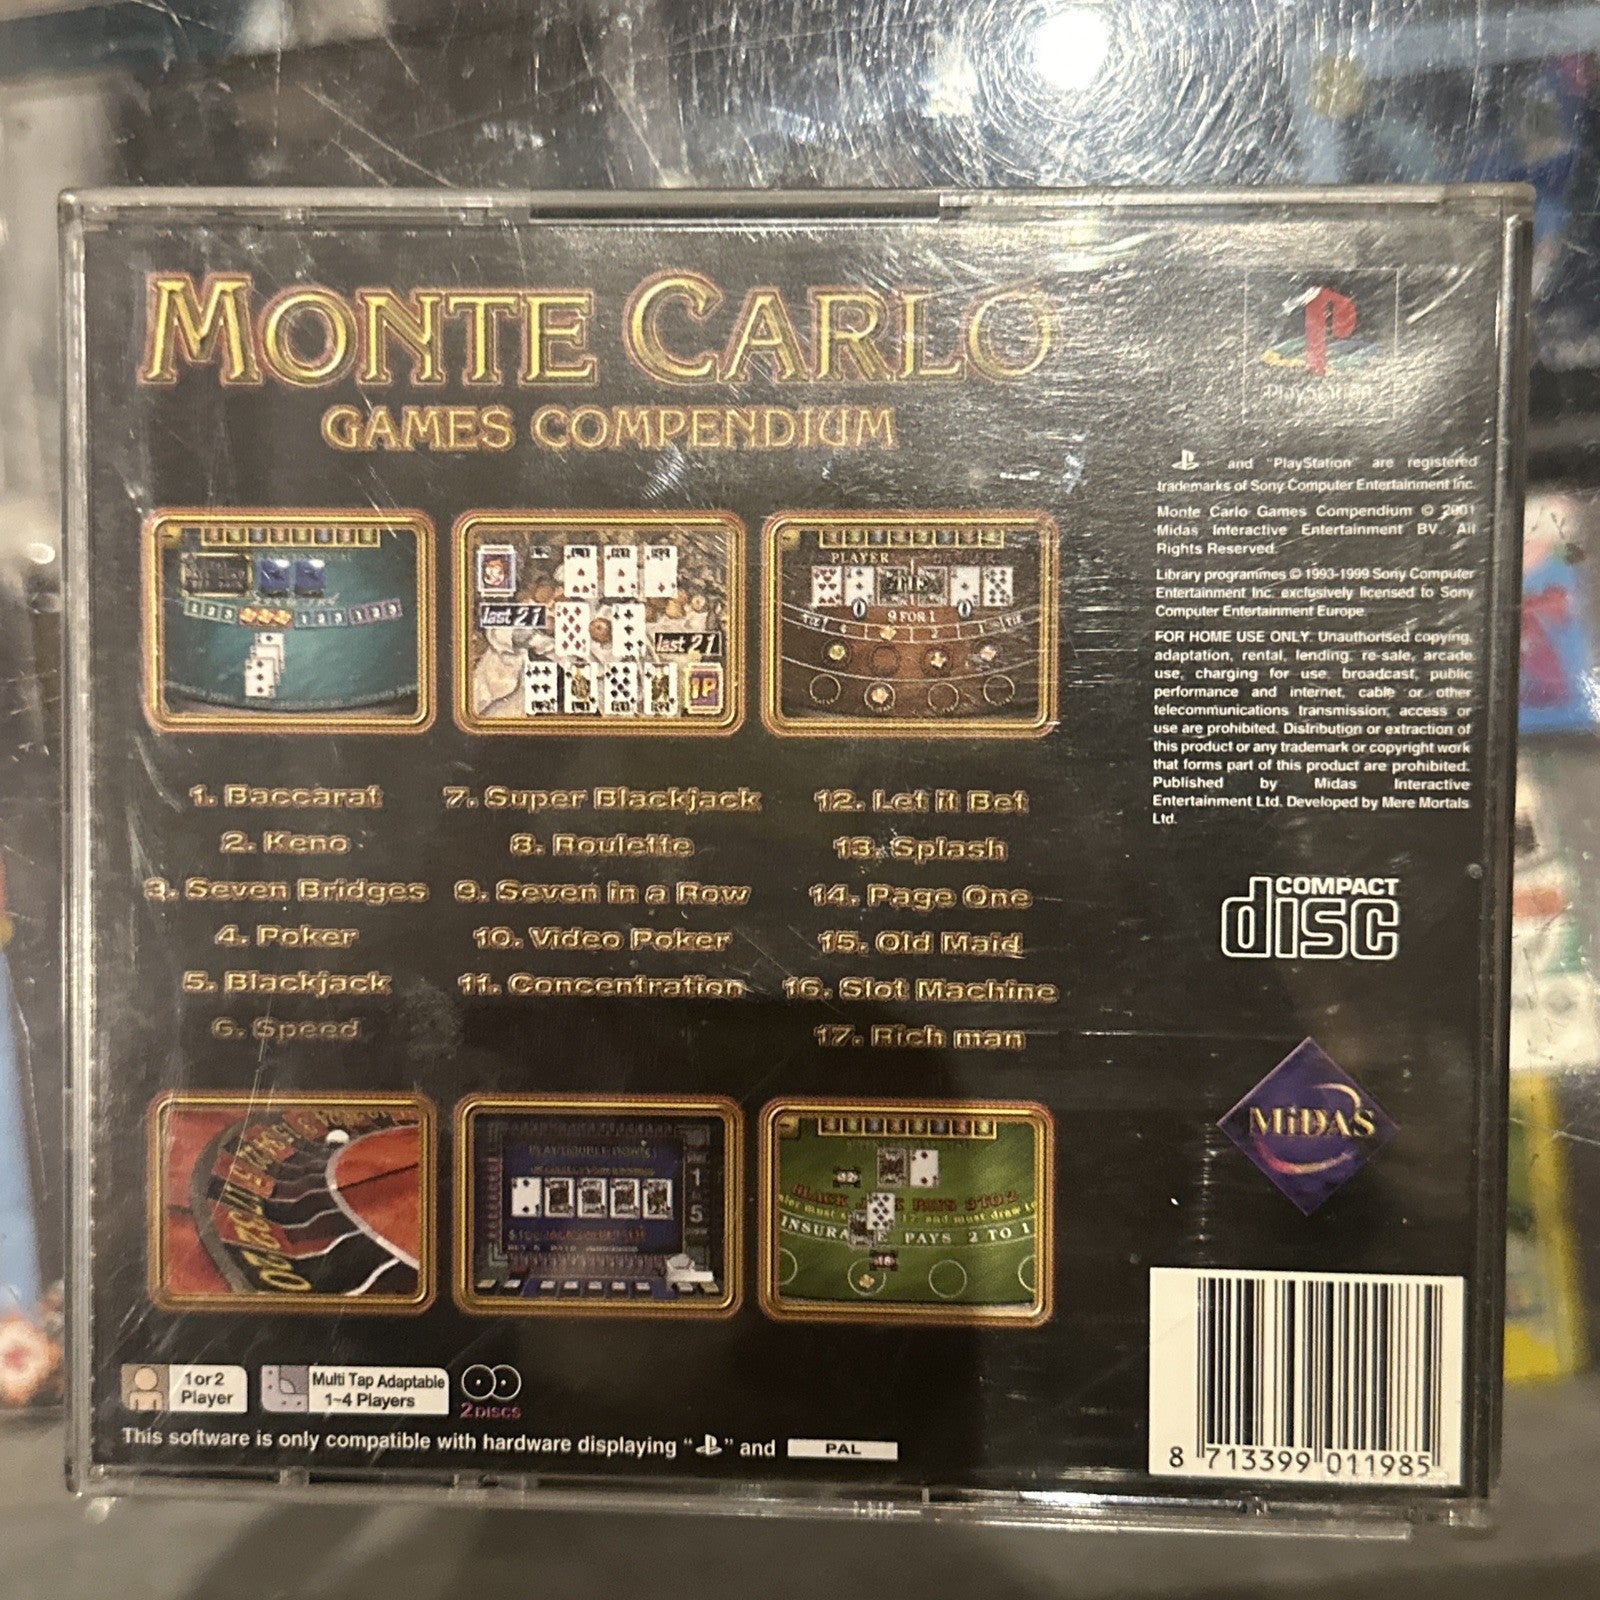 MONTE CARLO
GAMES COMPENDIUM
PlayStation
last 21
last 21
1P
PLAYER
9 FOR 1
1. Baccarat
2. Keno
3. Seven Bridges
4. Poker
5. Blackjack
6. Speed
7. Super Blackjack
8. Roulette
9. Seven in a Row
10. Video Poker
11. Concentration
12. Let it Bet
13. Splash
14. Page One
15. Old Maid
16. Slot Machine
17. Rich man
INSURANCE PAYS 2 TO 1
1 or 2
Player
Multi Tap Adaptable
1~4 Players
2 DISCS
This software is only compatible with hardware displaying " " and PAL
and "PlayStation" are registered
trademarks of Sony Computer Entertainment Inc.
Monte Carlo Games Compendium © 2001
Midas Interactive Entertainment BV. All
Rights Reserved.
Library programmes © 1993-1999 Sony Computer
Entertainment Inc. exclusively licensed to Sony
Computer Entertainment Europe
FOR HOME USE ONLY. Unauthorised copying,
adaptation, rental, lending, re-sale, arcade
use, charging for use, broadcast, public
performance and internet, cable or other
telecommunications transmission, access or
use are prohibited. Distribution or extraction of
this product or any trademark or copyright work
that forms part of this product are prohibited.
Published by Midas Interactive
Entertainment Ltd. Developed by Mere Mortals
Ltd.
COMPACT
disc
MiDAS
8 713399 011985